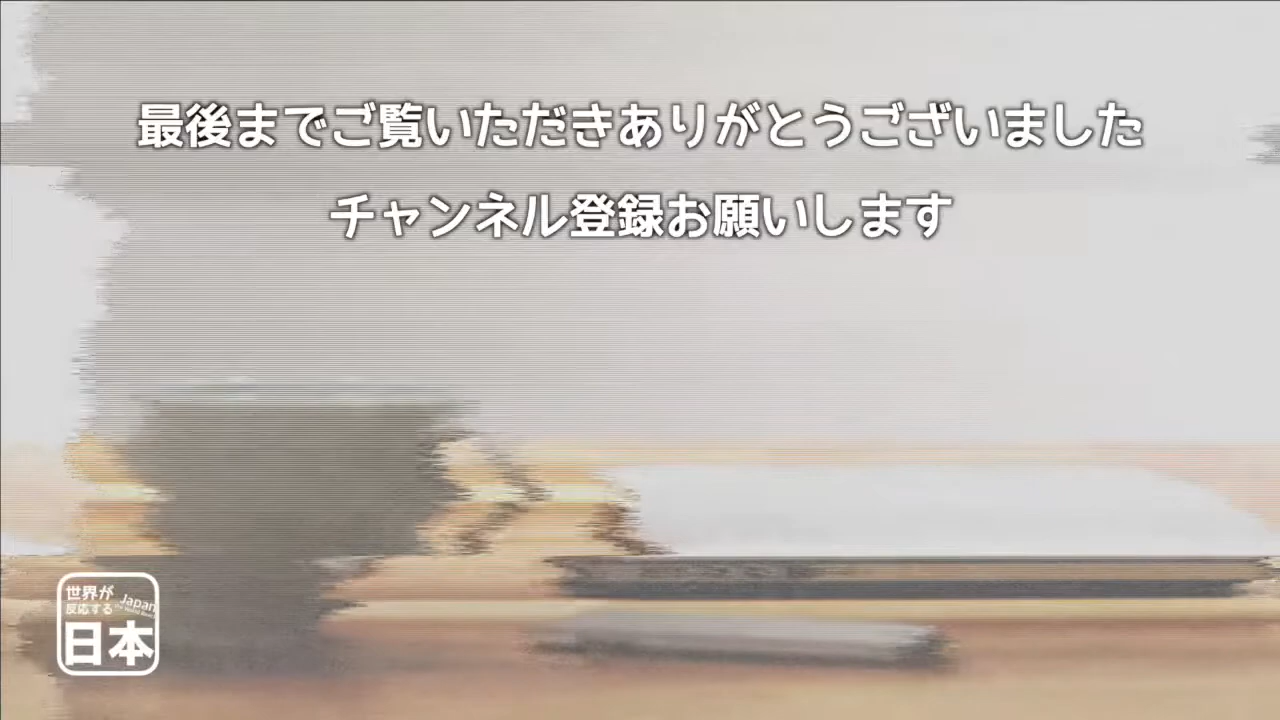 最後までご覧いただきありがとうございました
チャンネル登録お願いします
世界が
反応する
Japan
日本